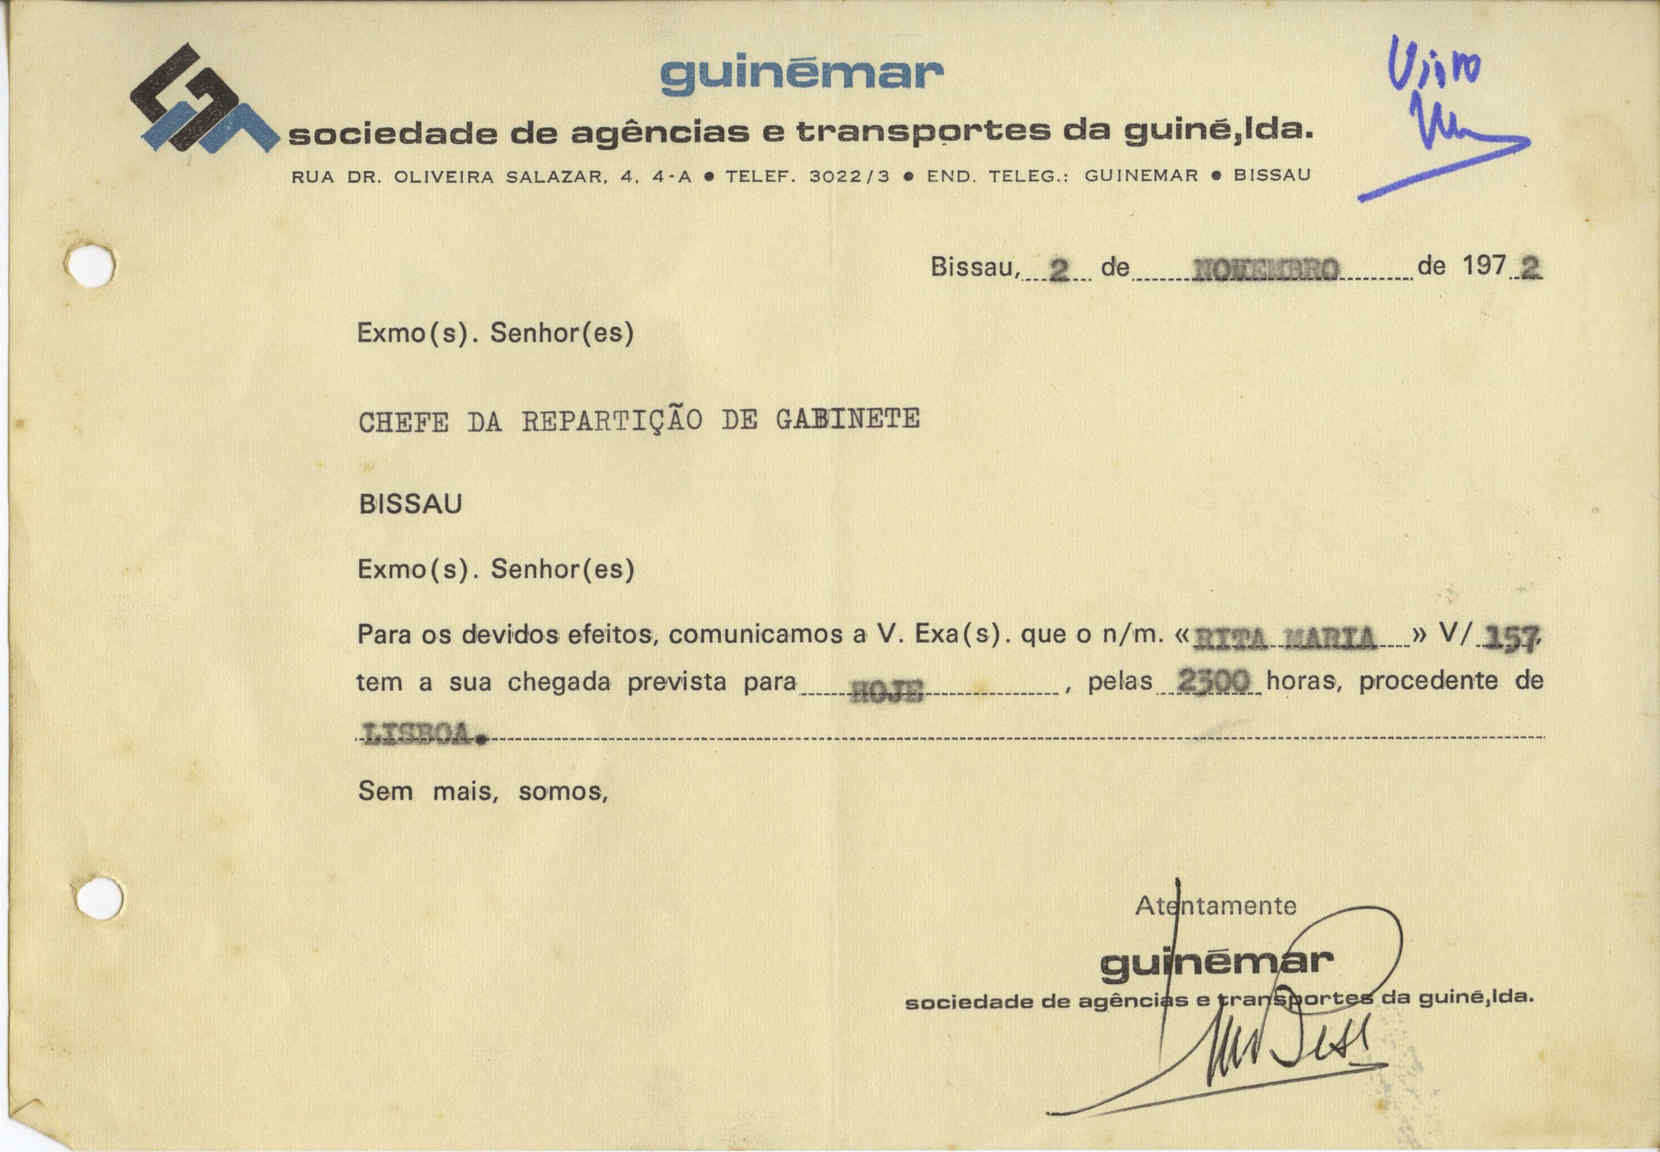 guinémar
sociedade de agências e transportes da guiné,lda.
RUA DR. OLIVEIRA SALAZAR, 4, 4-A ● TELEF. 3022/3 ● END. TELEG.: GUINEMAR ● BISSAU
Bissau, 2 de NOVEMBRO de 1972
Exmo(s). Senhor(es)
CHEFE DA REPARTIÇÃO DE GABINETE
BISSAU
Exmo(s). Senhor(es)
Para os devidos efeitos, comunicamos a V. Exa(s). que o n/m. «RITA MARIA» V/157,
tem a sua chegada prevista para HOJE, pelas 2300 horas, procedente de
LISBOA.
Sem mais, somos,
Atentamente
guinémar
sociedade de agências e transportes da guiné,lda.